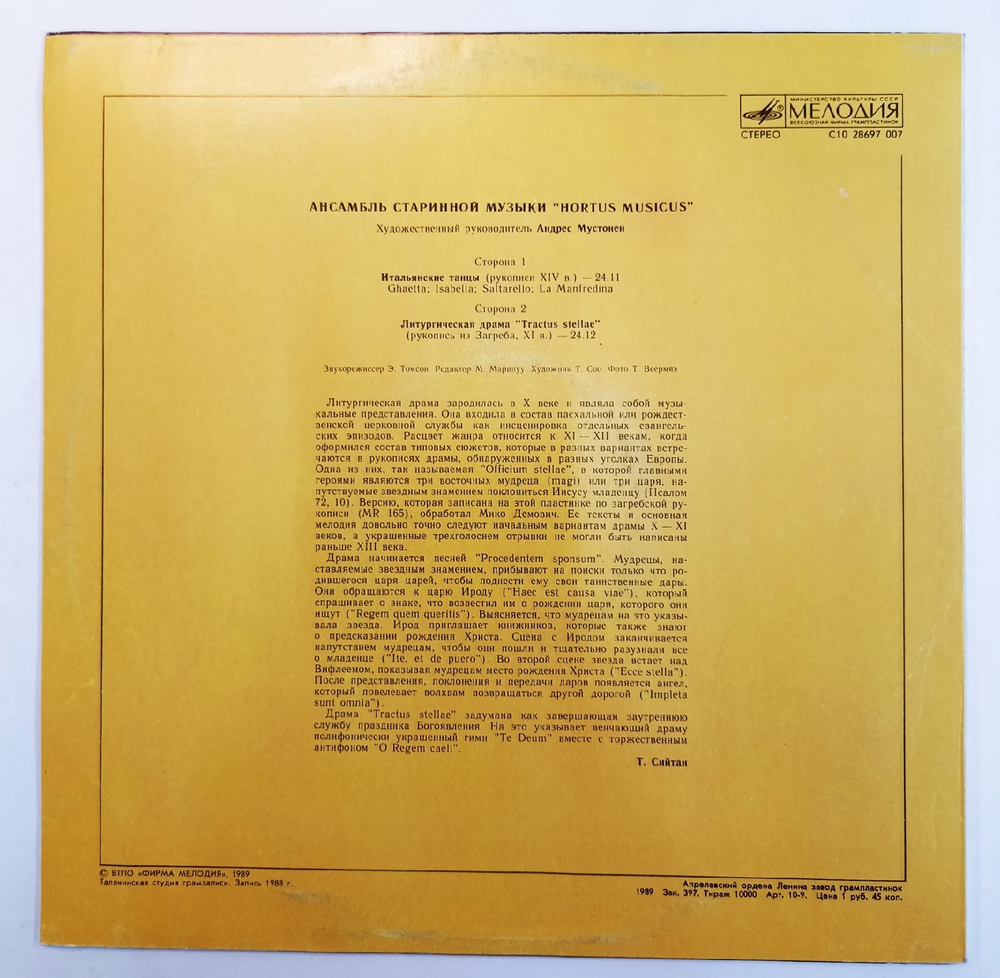 МИНИСТЕРСТВО КУЛЬТУРЫ СССР
МЕЛОДИЯ
ВСЕСОЮЗНАЯ ФИРМА ГРАМПЛАСТИНОК
СТЕРЕО С10 28697 007
АНСАМБЛЬ СТАРИННОЙ МУЗЫКИ "HORTUS MUSICUS"
Художественный руководитель Андрес Мустонен
Сторона 1
Итальянские танцы (рукописи XIV в.) — 24.11
Ghaetta; Isabella; Saltarello; La Manfredina
Сторона 2
Литургическая драма "Tractus stellae"
(рукопись из Загреба, XI в.) — 24.12
Звукорежиссер Э. Томсон. Редактор М. Марипуу. Художник Т. Соо. Фото Т. Веермяэ
Литургическая драма зародилась в X веке и являла собой музы-
кальные представления. Она входила в состав пасхальной или рождест-
венской церковной службы как инсценировка отдельных евангель-
ских эпизодов. Расцвет жанра относится к XI — XII векам, когда
оформился состав типовых сюжетов, которые в разных вариантах встре-
чаются в рукописях драмы, обнаруженных в разных уголках Европы.
Одна из них, так называемая "Officium stellae", в которой главными
героями являются три восточных мудреца (magi) или три царя, на-
путствуемые звездным знамением поклониться Иисусу-младенцу (Псалом
72, 10). Версию, которая записана на этой пластинке по загребской ру-
кописи (MR 165), обработал Мико Демович. Ее тексты и основная
мелодия довольно точно следуют начальным вариантам драмы X — XI
веков, а украшенные трехголосием отрывки не могли быть написаны
раньше XIII века.
Драма начинается песней "Procedentem sponsum". Мудрецы, на-
ставляемые звездным знамением, прибывают на поиски только что ро-
дившегося царя царей, чтобы поднести ему свои таинственные дары.
Они обращаются к царю Ироду ("Haec est causa viae"), который
спрашивает о знаке, что возвестил им о рождении царя, которого они
ищут ("Regem quem queritis"). Выясняется, что мудрецам на это указы-
вала звезда. Ирод приглашает книжников, которые также знают
о предсказании рождения Христа. Сцена с Иродом заканчивается
напутствием мудрецам, чтобы они пошли и тщательно разузнали все
о младенце ("Ite, et de puero"). Во второй сцене звезда встает над
Вифлеемом, показывая мудрецам место рождения Христа ("Ecce stella").
После представления, поклонения и передачи даров появляется ангел,
который повелевает волхвам возвращаться другой дорогой ("Impleta
sunt omnia").
Драма "Tractus stellae" задумана как завершающая заутреннюю
службу праздника Богоявления. На это указывает венчающий драму
полифонически украшенный гимн "Te Deum" вместе с торжественным
антифоном "O Regem caeli".
Т. Сийтан
© ВТПО «ФИРМА МЕЛОДИЯ», 1989
Таллиннская студия грамзаписи. Запись 1988 г.
Апрелевский ордена Ленина завод грампластинок
1989 Зак. 397. Тираж 10000 Арт. 10-9. Цена 1 руб. 45 коп.